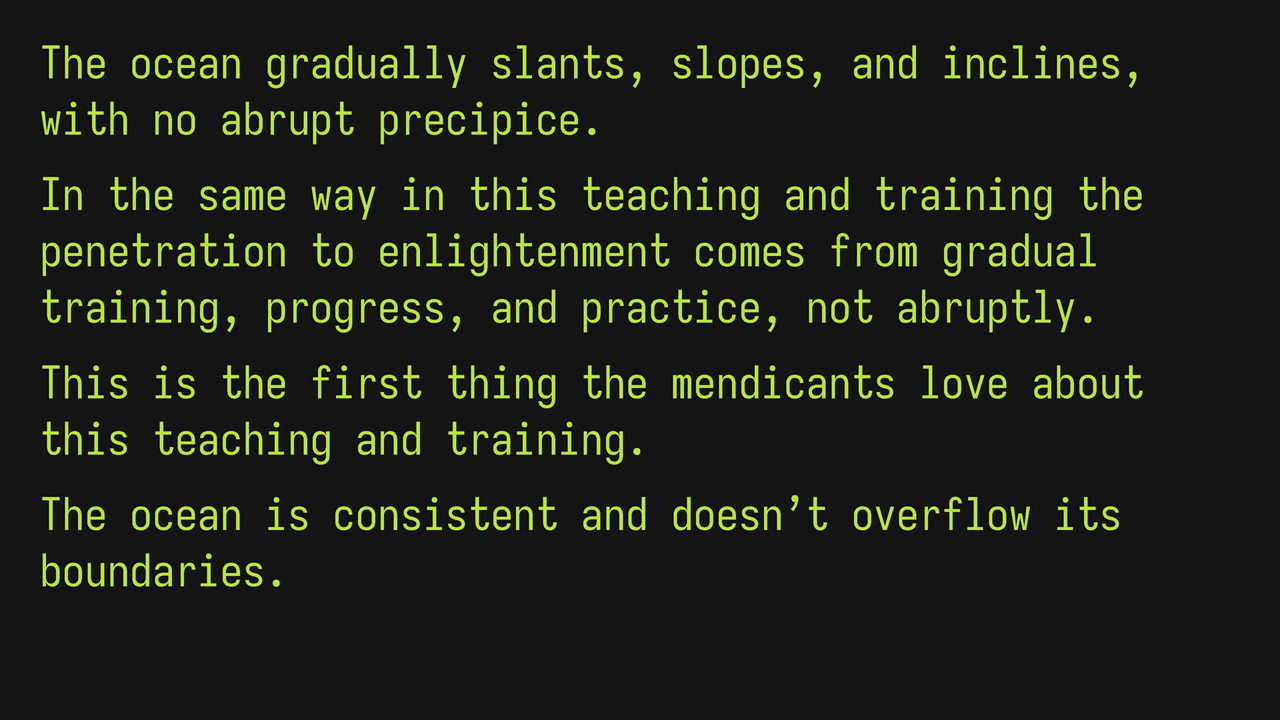 The ocean gradually slants, slopes, and inclines,
with no abrupt precipice.
In the same way in this teaching and training the
penetration to enlightenment comes from gradual
training, progress, and practice, not abruptly.
This is the first thing the mendicants love about
this teaching and training.
The ocean is consistent and doesn’t overflow its
boundaries.